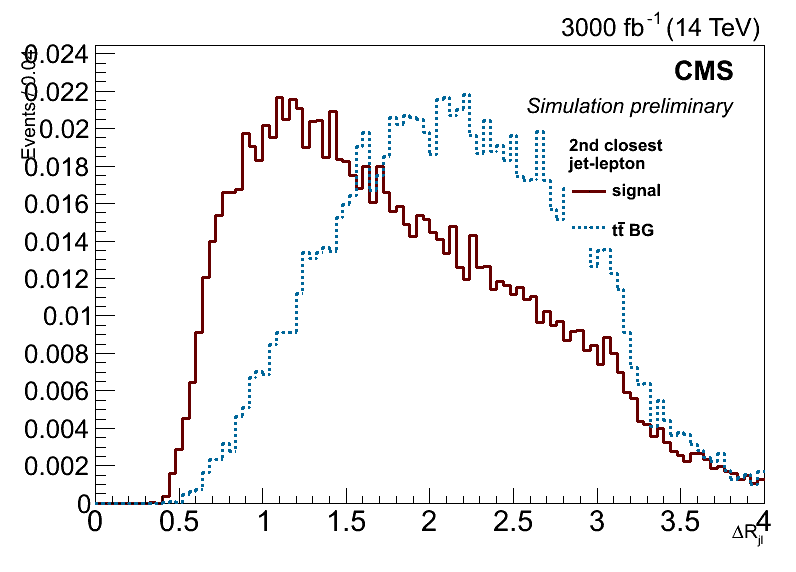 3000 fb⁻¹ (14 TeV)
CMS
Simulation preliminary
2nd closest
jet-lepton
signal
tt̅ BG
0.024
0.022
0.02
0.018
0.016
0.014
0.012
0.01
0.008
0.006
0.004
0.002
0
0 0.5 1 1.5 2 2.5 3 3.5 4
ΔR_jl